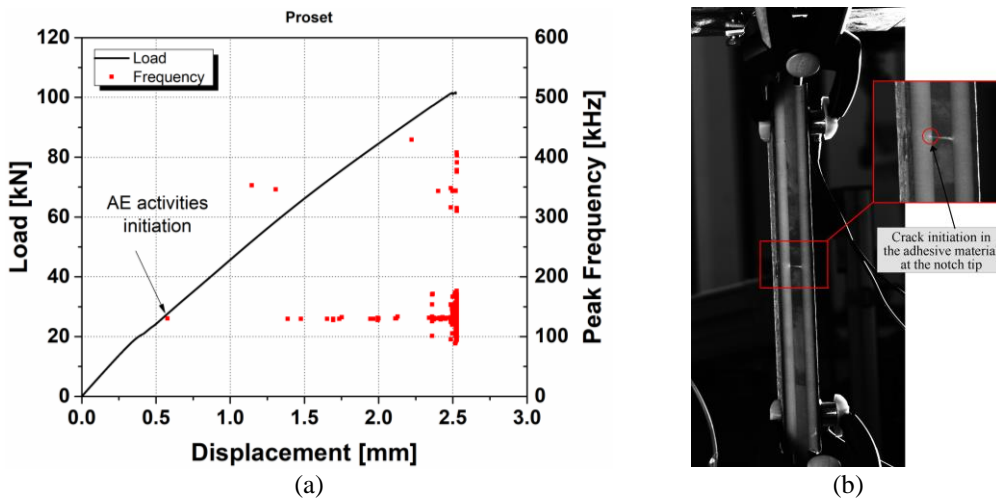 Proset
120
100
80
60
40
20
0
Load [kN]
Load
Frequency
AE activities
initiation
0.0 0.5 1.0 1.5 2.0 2.5 3.0
Displacement [mm]
600
500
400
300
200
100
0
Peak Frequency [kHz]
(a)
Crack initiation in
the adhesive material
at the notch tip
(b)